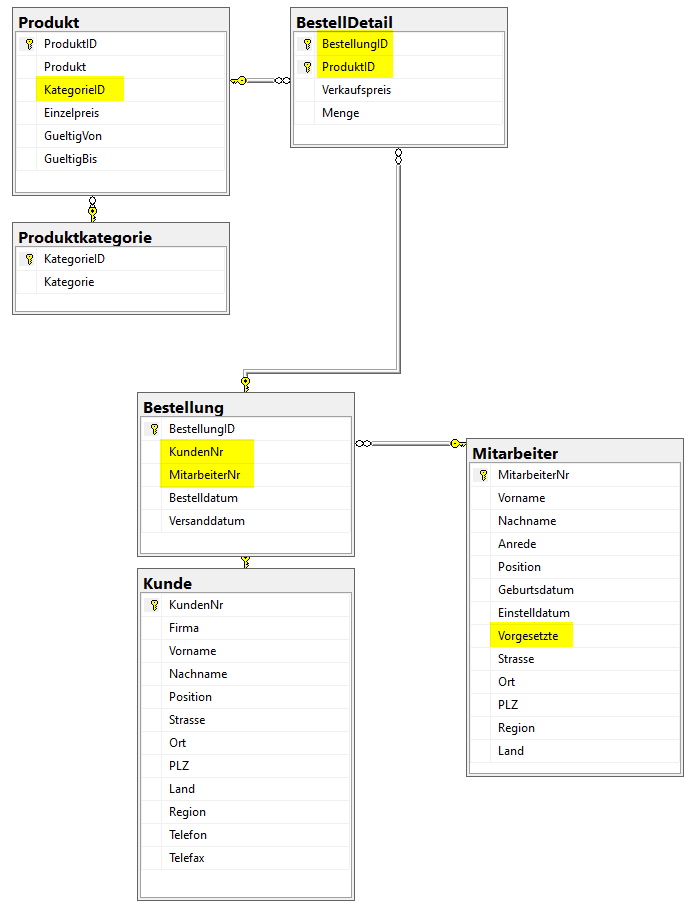 Produkt
ProduktID
Produkt
KategorieID
Einzelpreis
GueltigVon
GueltigBis
BestellDetail
BestellungID
ProduktID
Verkaufspreis
Menge
Produktkategorie
KategorieID
Kategorie
Bestellung
BestellungID
KundenNr
MitarbeiterNr
Bestelldatum
Versanddatum
Mitarbeiter
MitarbeiterNr
Vorname
Nachname
Anrede
Position
Geburtsdatum
Einstelldatum
Vorgesetzte
Strasse
Ort
PLZ
Region
Land
Kunde
KundenNr
Firma
Vorname
Nachname
Position
Strasse
Ort
PLZ
Land
Region
Telefon
Telefax